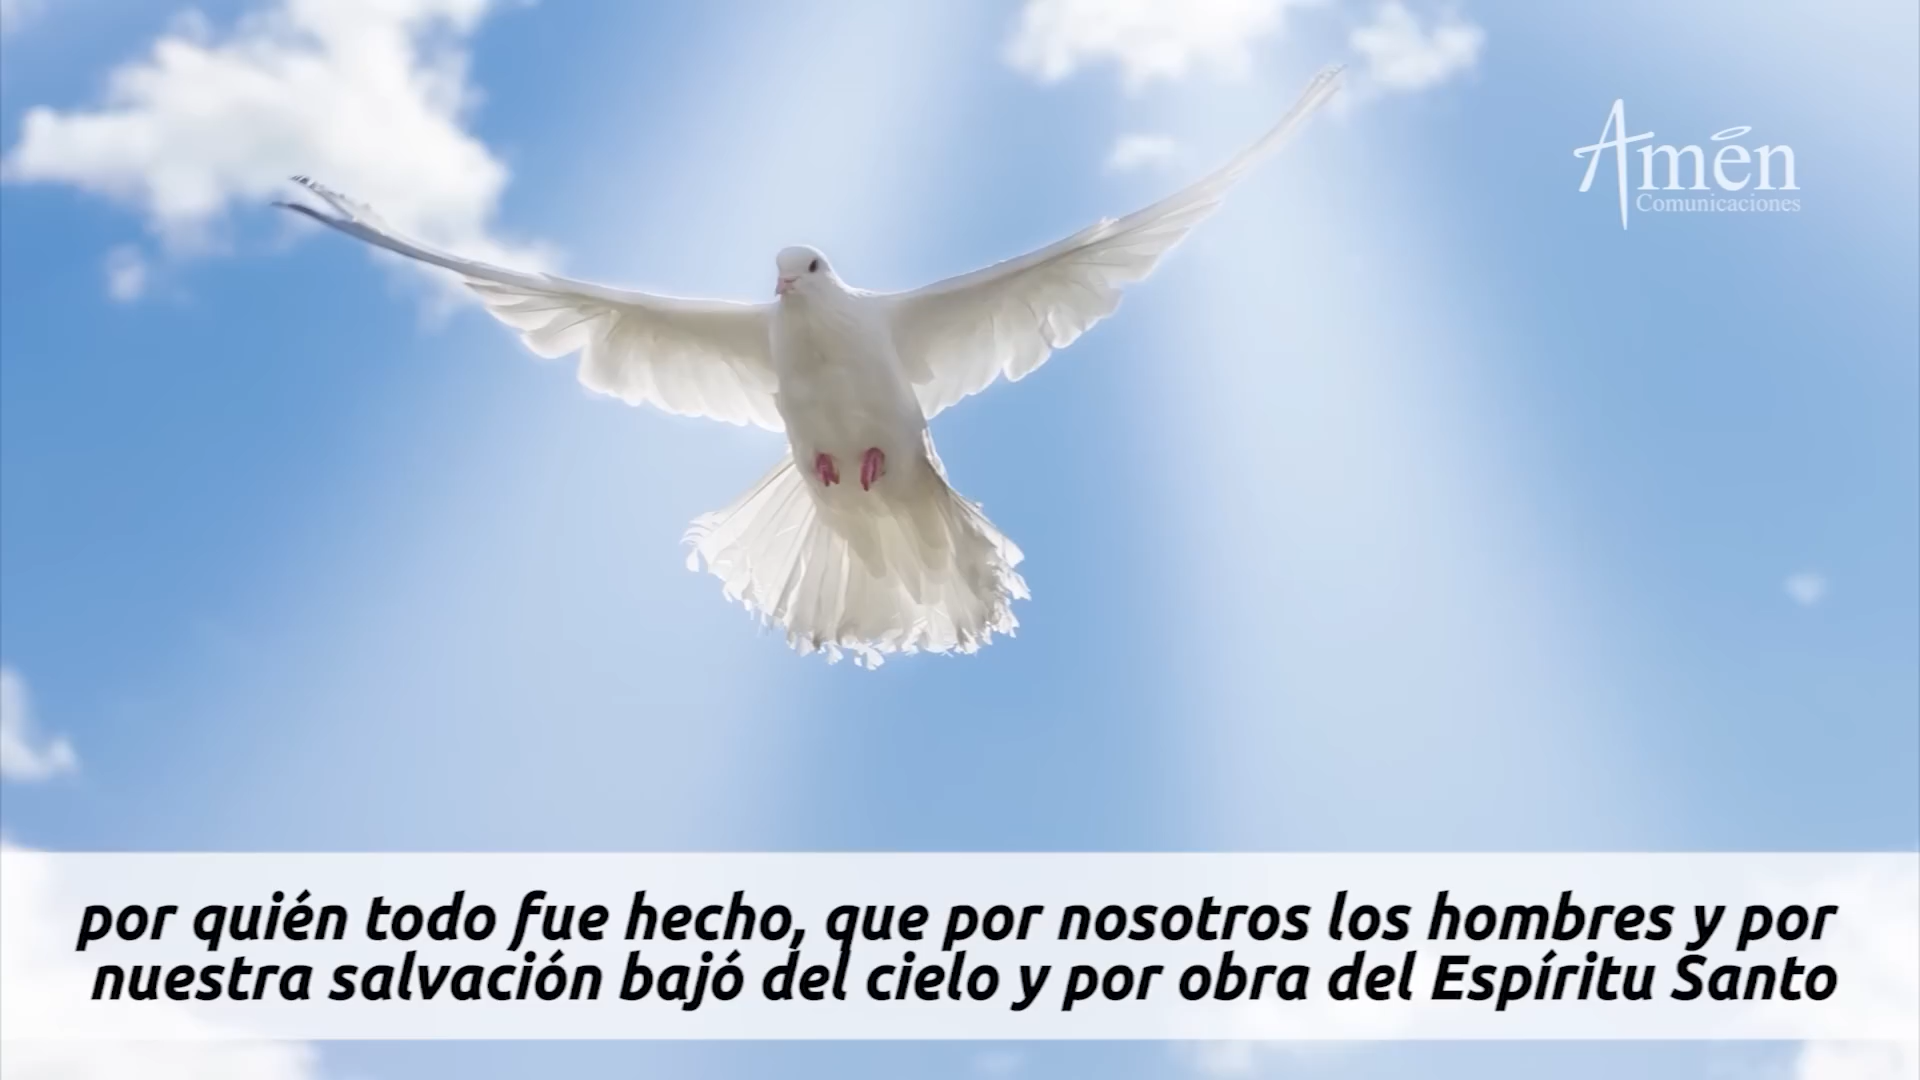 Amén
Comunicaciones
por quién todo fue hecho, que por nosotros los hombres y por
nuestra salvación bajó del cielo y por obra del Espíritu Santo